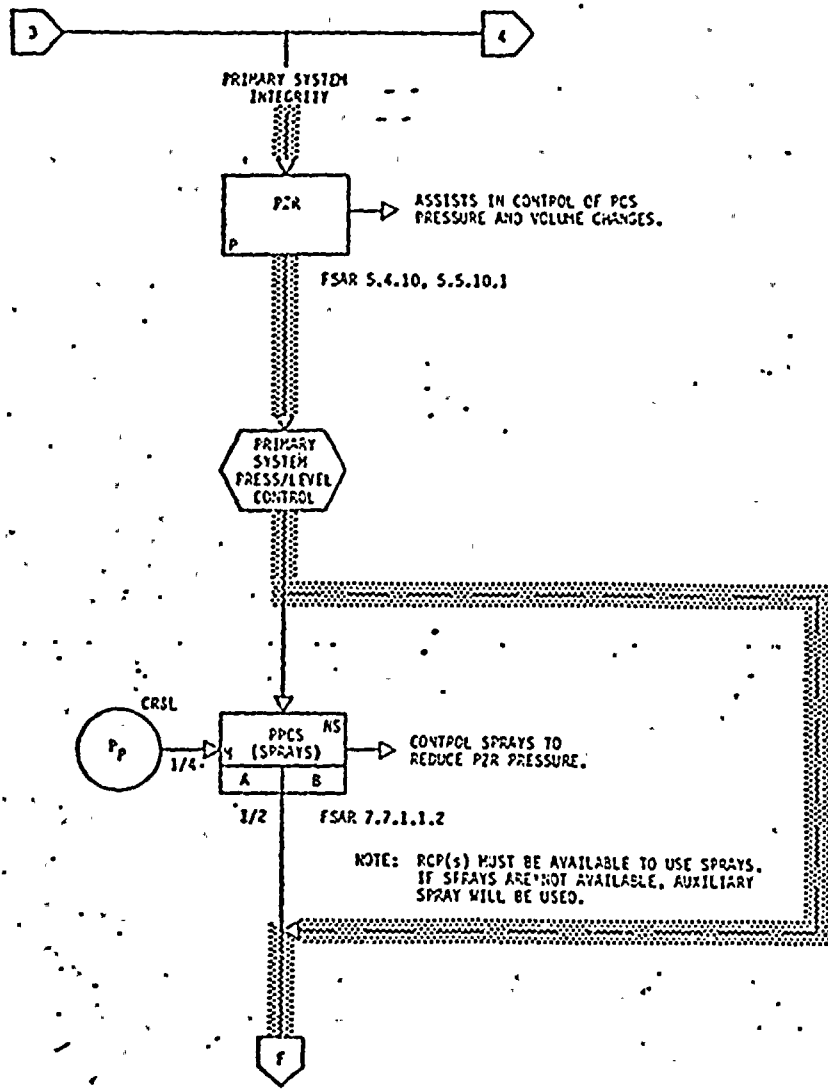 3
4
PRIMARY SYSTEM
INTEGRITY
PZR
P
ASSISTS IN CONTROL OF PCS
PRESSURE AND VOLUME CHANGES.
FSAR 5.4.10, 5.5.10.1
PRIMARY
SYSTEM
PRESS/LEVEL
CONTROL
CRSL
PP
1/4
NS
PPCS
(SPRAYS)
A B
CONTROL SPRAYS TO
REDUCE PZR PRESSURE.
1/2
FSAR 7.7.1.1.2
NOTE: RCP(s) MUST BE AVAILABLE TO USE SPRAYS.
IF SPRAYS ARE NOT AVAILABLE, AUXILIARY
SPRAY WILL BE USED.
F